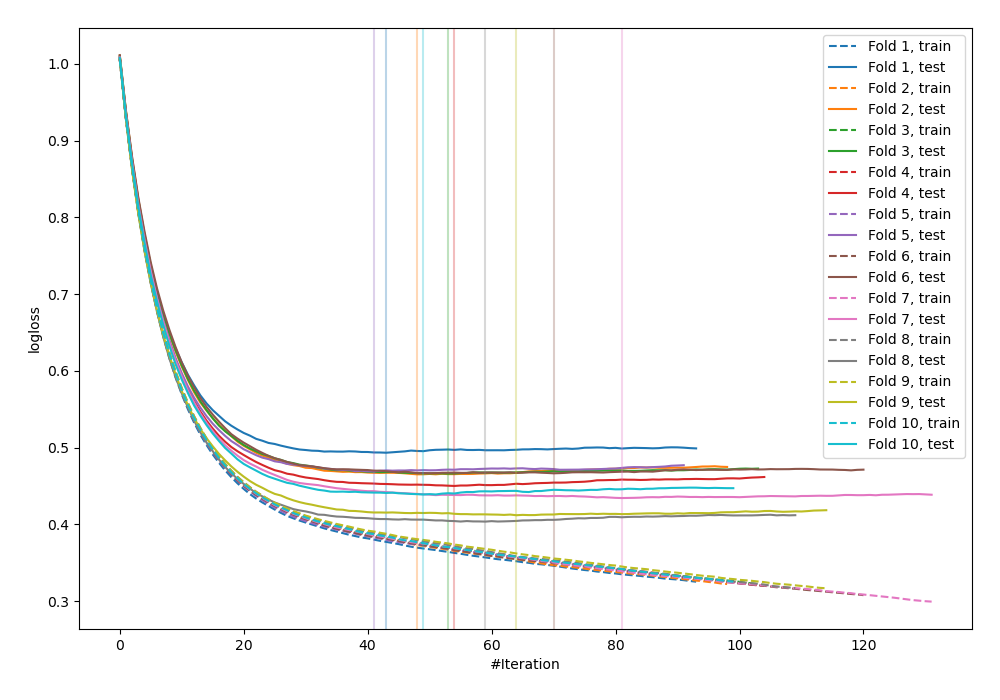 1.0
0.9
0.8
0.7
0.6
0.5
0.4
0.3
logloss
0
20
40
60
80
100
120
#Iteration
Fold 1, train
Fold 1, test
Fold 2, train
Fold 2, test
Fold 3, train
Fold 3, test
Fold 4, train
Fold 4, test
Fold 5, train
Fold 5, test
Fold 6, train
Fold 6, test
Fold 7, train
Fold 7, test
Fold 8, train
Fold 8, test
Fold 9, train
Fold 9, test
Fold 10, train
Fold 10, test